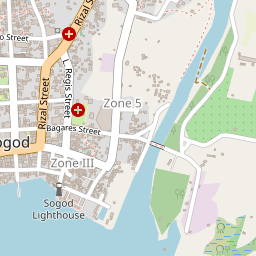 Rizal Street
L. Regis Street
Zone 5
Rizal Street
Bagares Street
ogod
Zone III
Sogod
Lighthouse